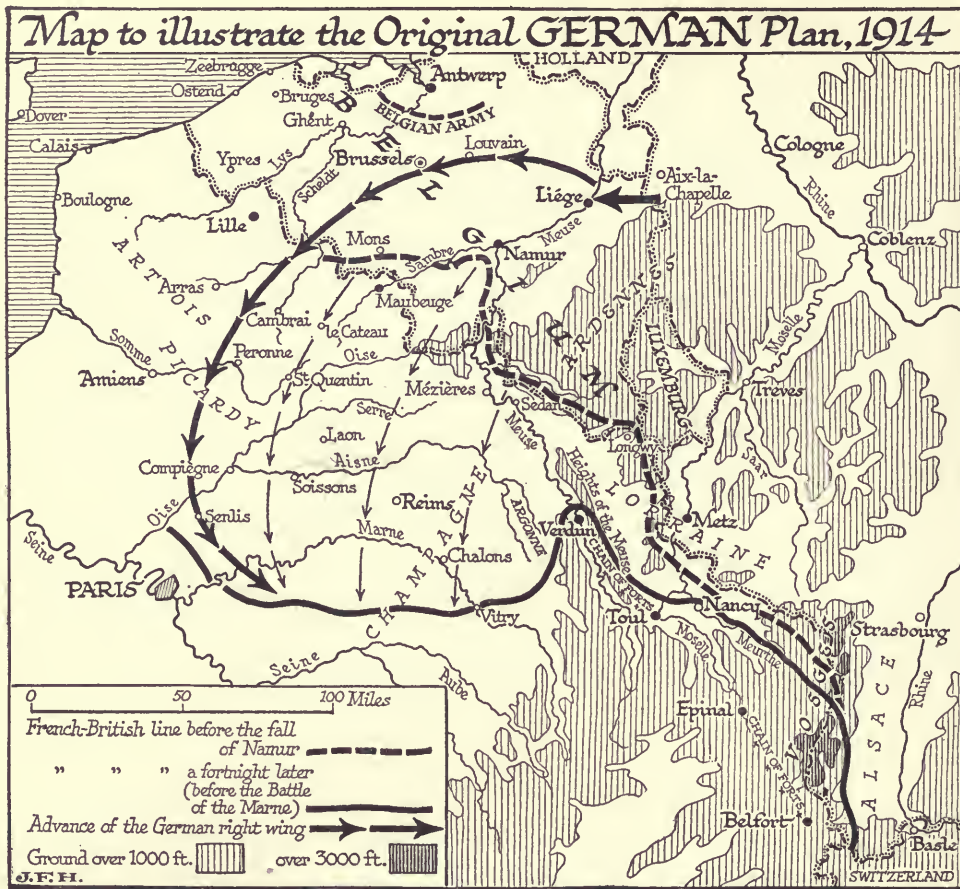 Map to illustrate the Original GERMAN Plan, 1914
HOLLAND
Zeebrugge
Antwerp
Ostend
Bruges
BELGIUM
Dover
Ghent
BELGIAN ARMY
Calais
Lys
Louvain
Cologne
Ypres
Brussels
Scheldt
Aix-la-
Chapelle
Boulogne
Liége
Rhine
Lille
Meuse
Coblenz
Mons
Sambre
Namur
ARTOIS
Arras
Maubeuge
ARDENNES
Cambrai
le Cateau
Somme
Peronne
Oise
LUXEMBURG
Moselle
PICARDY
Amiens
St Quentin
Mézières
Treves
Serre
Sedan
Laon
Meuse
Longwy
Saar
Compiègne
Aisne
Soissons
Heights of the Meuse
LORRAINE
Oise
Reims
ARGONNE
Senlis
Verdun
Metz
Marne
Seine
Chalons
CHAMPAGNE
CHAIN OF FORTS
PARIS
Nancy
Vitry
Toul
Strasbourg
Moselle
Meurthe
Seine
Aube
VOSGES
ALSACE
Rhine
0 50 100 Miles
Epinal
French-British line before the fall
of Namur
" " " a fortnight later
(before the Battle
of the Marne)
CHAIN OF FORTS
Advance of the German right wing
Belfort
Basle
Ground over 1000 ft. over 3000 ft.
J.F.H.
SWITZERLAND